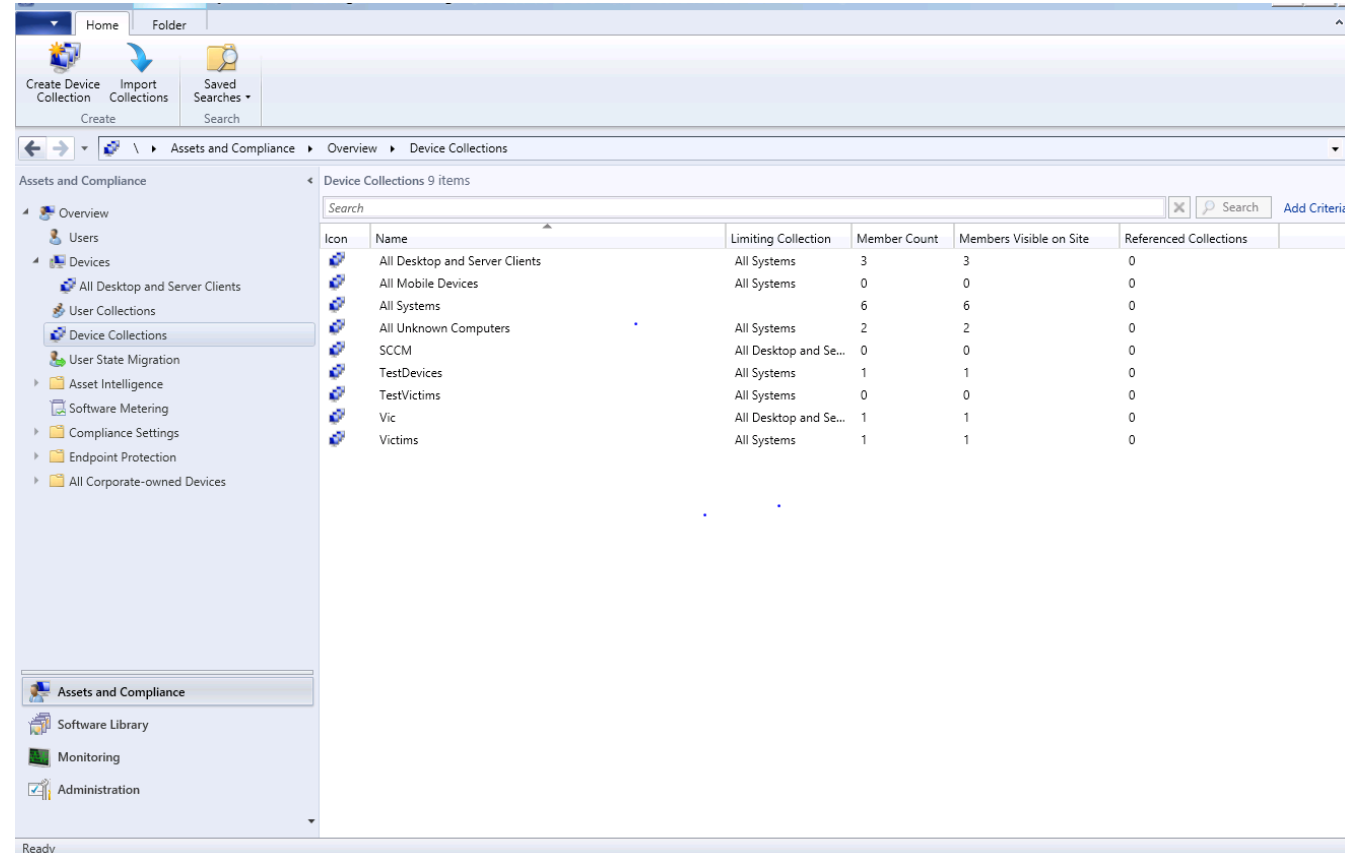 Home Folder
Create Device Collection Import Collections Saved Searches
Create Search
\ Assets and Compliance Overview Device Collections
Assets and Compliance
Overview
Users
Devices
All Desktop and Server Clients
User Collections
Device Collections
User State Migration
Asset Intelligence
Software Metering
Compliance Settings
Endpoint Protection
All Corporate-owned Devices
Assets and Compliance
Software Library
Monitoring
Administration
Device Collections 9 items
Search Search Add Criteria
Icon Name Limiting Collection Member Count Members Visible on Site Referenced Collections
All Desktop and Server Clients All Systems 3 3 0
All Mobile Devices All Systems 0 0 0
All Systems 6 6 0
All Unknown Computers All Systems 2 2 0
SCCM All Desktop and Se... 0 0 0
TestDevices All Systems 1 1 0
TestVictims All Systems 0 0 0
Vic All Desktop and Se... 1 1 0
Victims All Systems 1 1 0
Ready